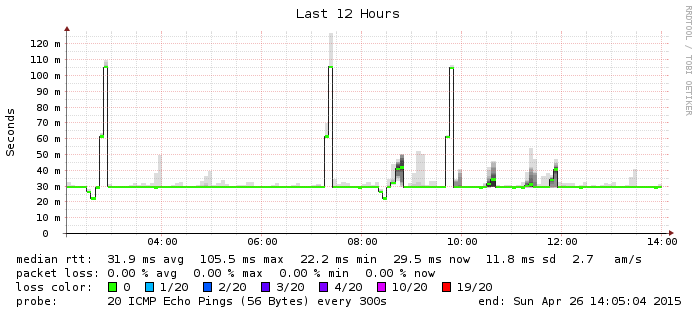 Last 12 Hours
RRDTOOL / TOBI OETIKER
Seconds
120 m
110 m
100 m
90 m
80 m
70 m
60 m
50 m
40 m
30 m
20 m
10 m
0
04:00 06:00 08:00 10:00 12:00 14:00
median rtt: 31.9 ms avg 105.5 ms max 22.2 ms min 29.5 ms now 11.8 ms sd 2.7 am/s
packet loss: 0.00 % avg 0.00 % max 0.00 % min 0.00 % now
loss color: 0 1/20 2/20 3/20 4/20 10/20 19/20
probe: 20 ICMP Echo Pings (56 Bytes) every 300s end: Sun Apr 26 14:05:04 2015